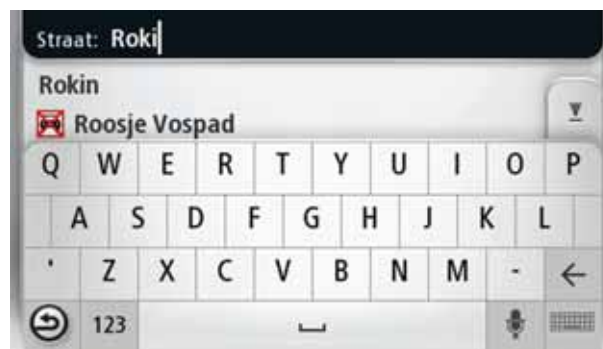 Straat: Roki
Rokin
Roosje Vospad
Q W E R T Y U I O P
A S D F G H J K L
' Z X C V B N M -
123